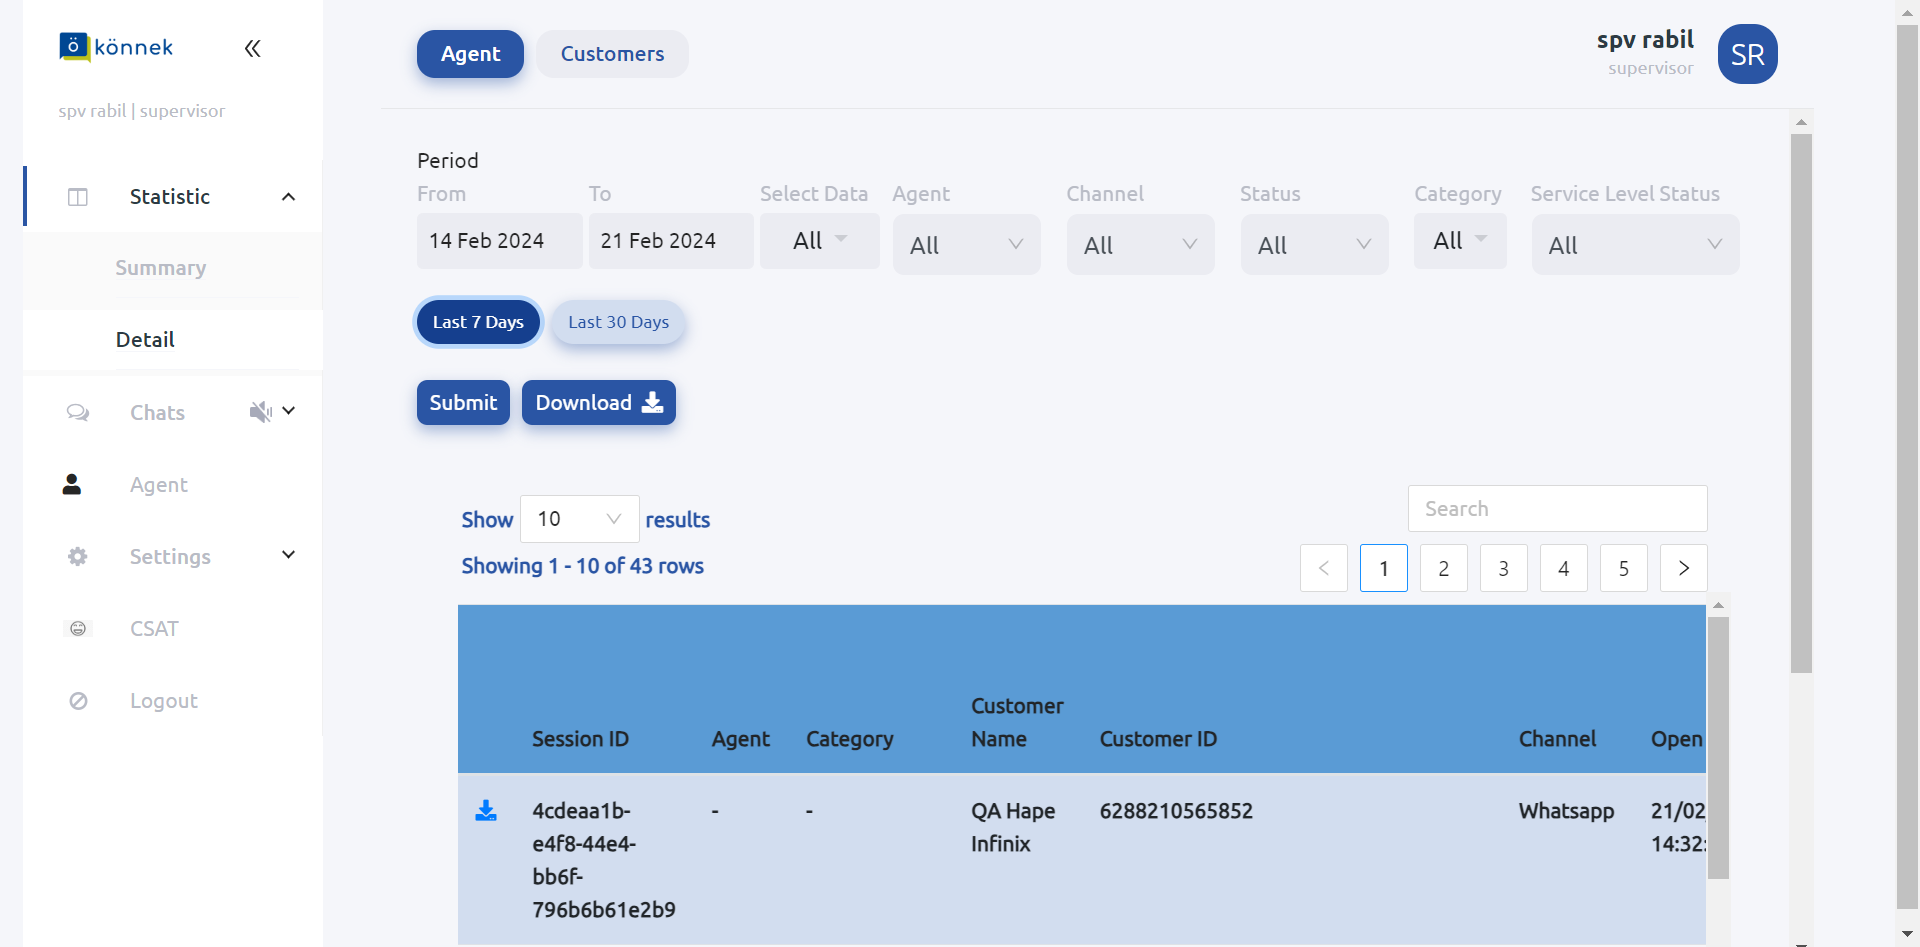 ö könnek
spv rabil | supervisor
Statistic
Summary
Detail
Chats
Agent
Settings
CSAT
Logout
Agent
Customers
spv rabil
supervisor
SR
Period
From
To
Select Data
Agent
Channel
Status
Category
Service Level Status
14 Feb 2024
21 Feb 2024
All
All
All
All
All
All
Last 7 Days
Last 30 Days
Submit
Download
Show 10 results
Search
Showing 1 - 10 of 43 rows
< 1 2 3 4 5 >
Session ID
Agent
Category
Customer
Name
Customer ID
Channel
Open
4cdeaa1b-
e4f8-44e4-
bb6f-
796b6b61e2b9
-
-
QA Hape
Infinix
6288210565852
Whatsapp
21/02
14:32: